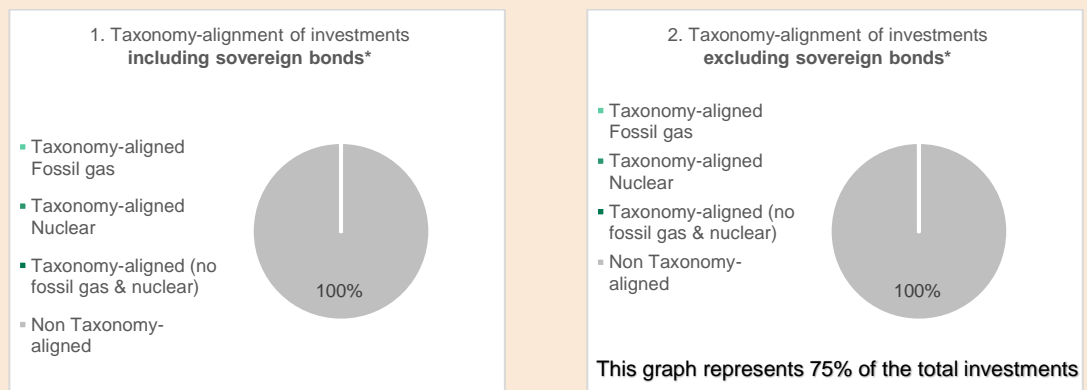 1. Taxonomy-alignment of investments
including sovereign bonds*
Taxonomy-aligned
Fossil gas
Taxonomy-aligned
Nuclear
Taxonomy-aligned (no
fossil gas & nuclear)
Non Taxonomy-
aligned
100%
2. Taxonomy-alignment of investments
excluding sovereign bonds*
Taxonomy-aligned
Fossil gas
Taxonomy-aligned
Nuclear
Taxonomy-aligned (no
fossil gas & nuclear)
Non Taxonomy-
aligned
100%
This graph represents 75% of the total investments